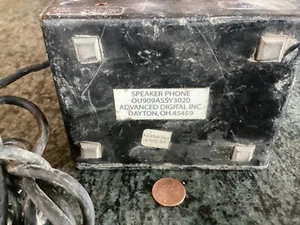 SPEAKER PHONE
OU909ASSY302D
ADVANCED DIGITAL INC.
DAYTON, OH.45459